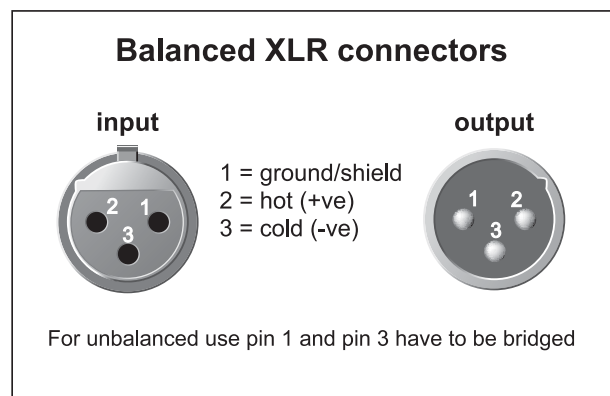 Balanced XLR connectors
input
output
2 1
3
1 = ground/shield
2 = hot (+ve)
3 = cold (-ve)
1 2
3
For unbalanced use pin 1 and pin 3 have to be bridged